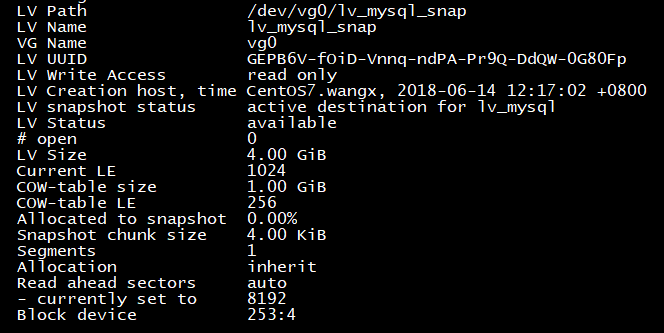 LV Path                /dev/vg0/lv_mysql_snap
LV Name                lv_mysql_snap
VG Name                vg0
LV UUID                GEPB6V-fOiD-Vnnq-ndPA-Pr9Q-DdQW-0G80Fp
LV Write Access        read only
LV Creation host, time CentOS7.wangx, 2018-06-14 12:17:02 +0800
LV snapshot status     active destination for lv_mysql
LV Status              available
# open                 0
LV Size                4.00 GiB
Current LE             1024
COW-table size         1.00 GiB
COW-table LE           256
Allocated to snapshot  0.00%
Snapshot chunk size    4.00 KiB
Segments               1
Allocation             inherit
Read ahead sectors     auto
- currently set to     8192
Block device           253:4